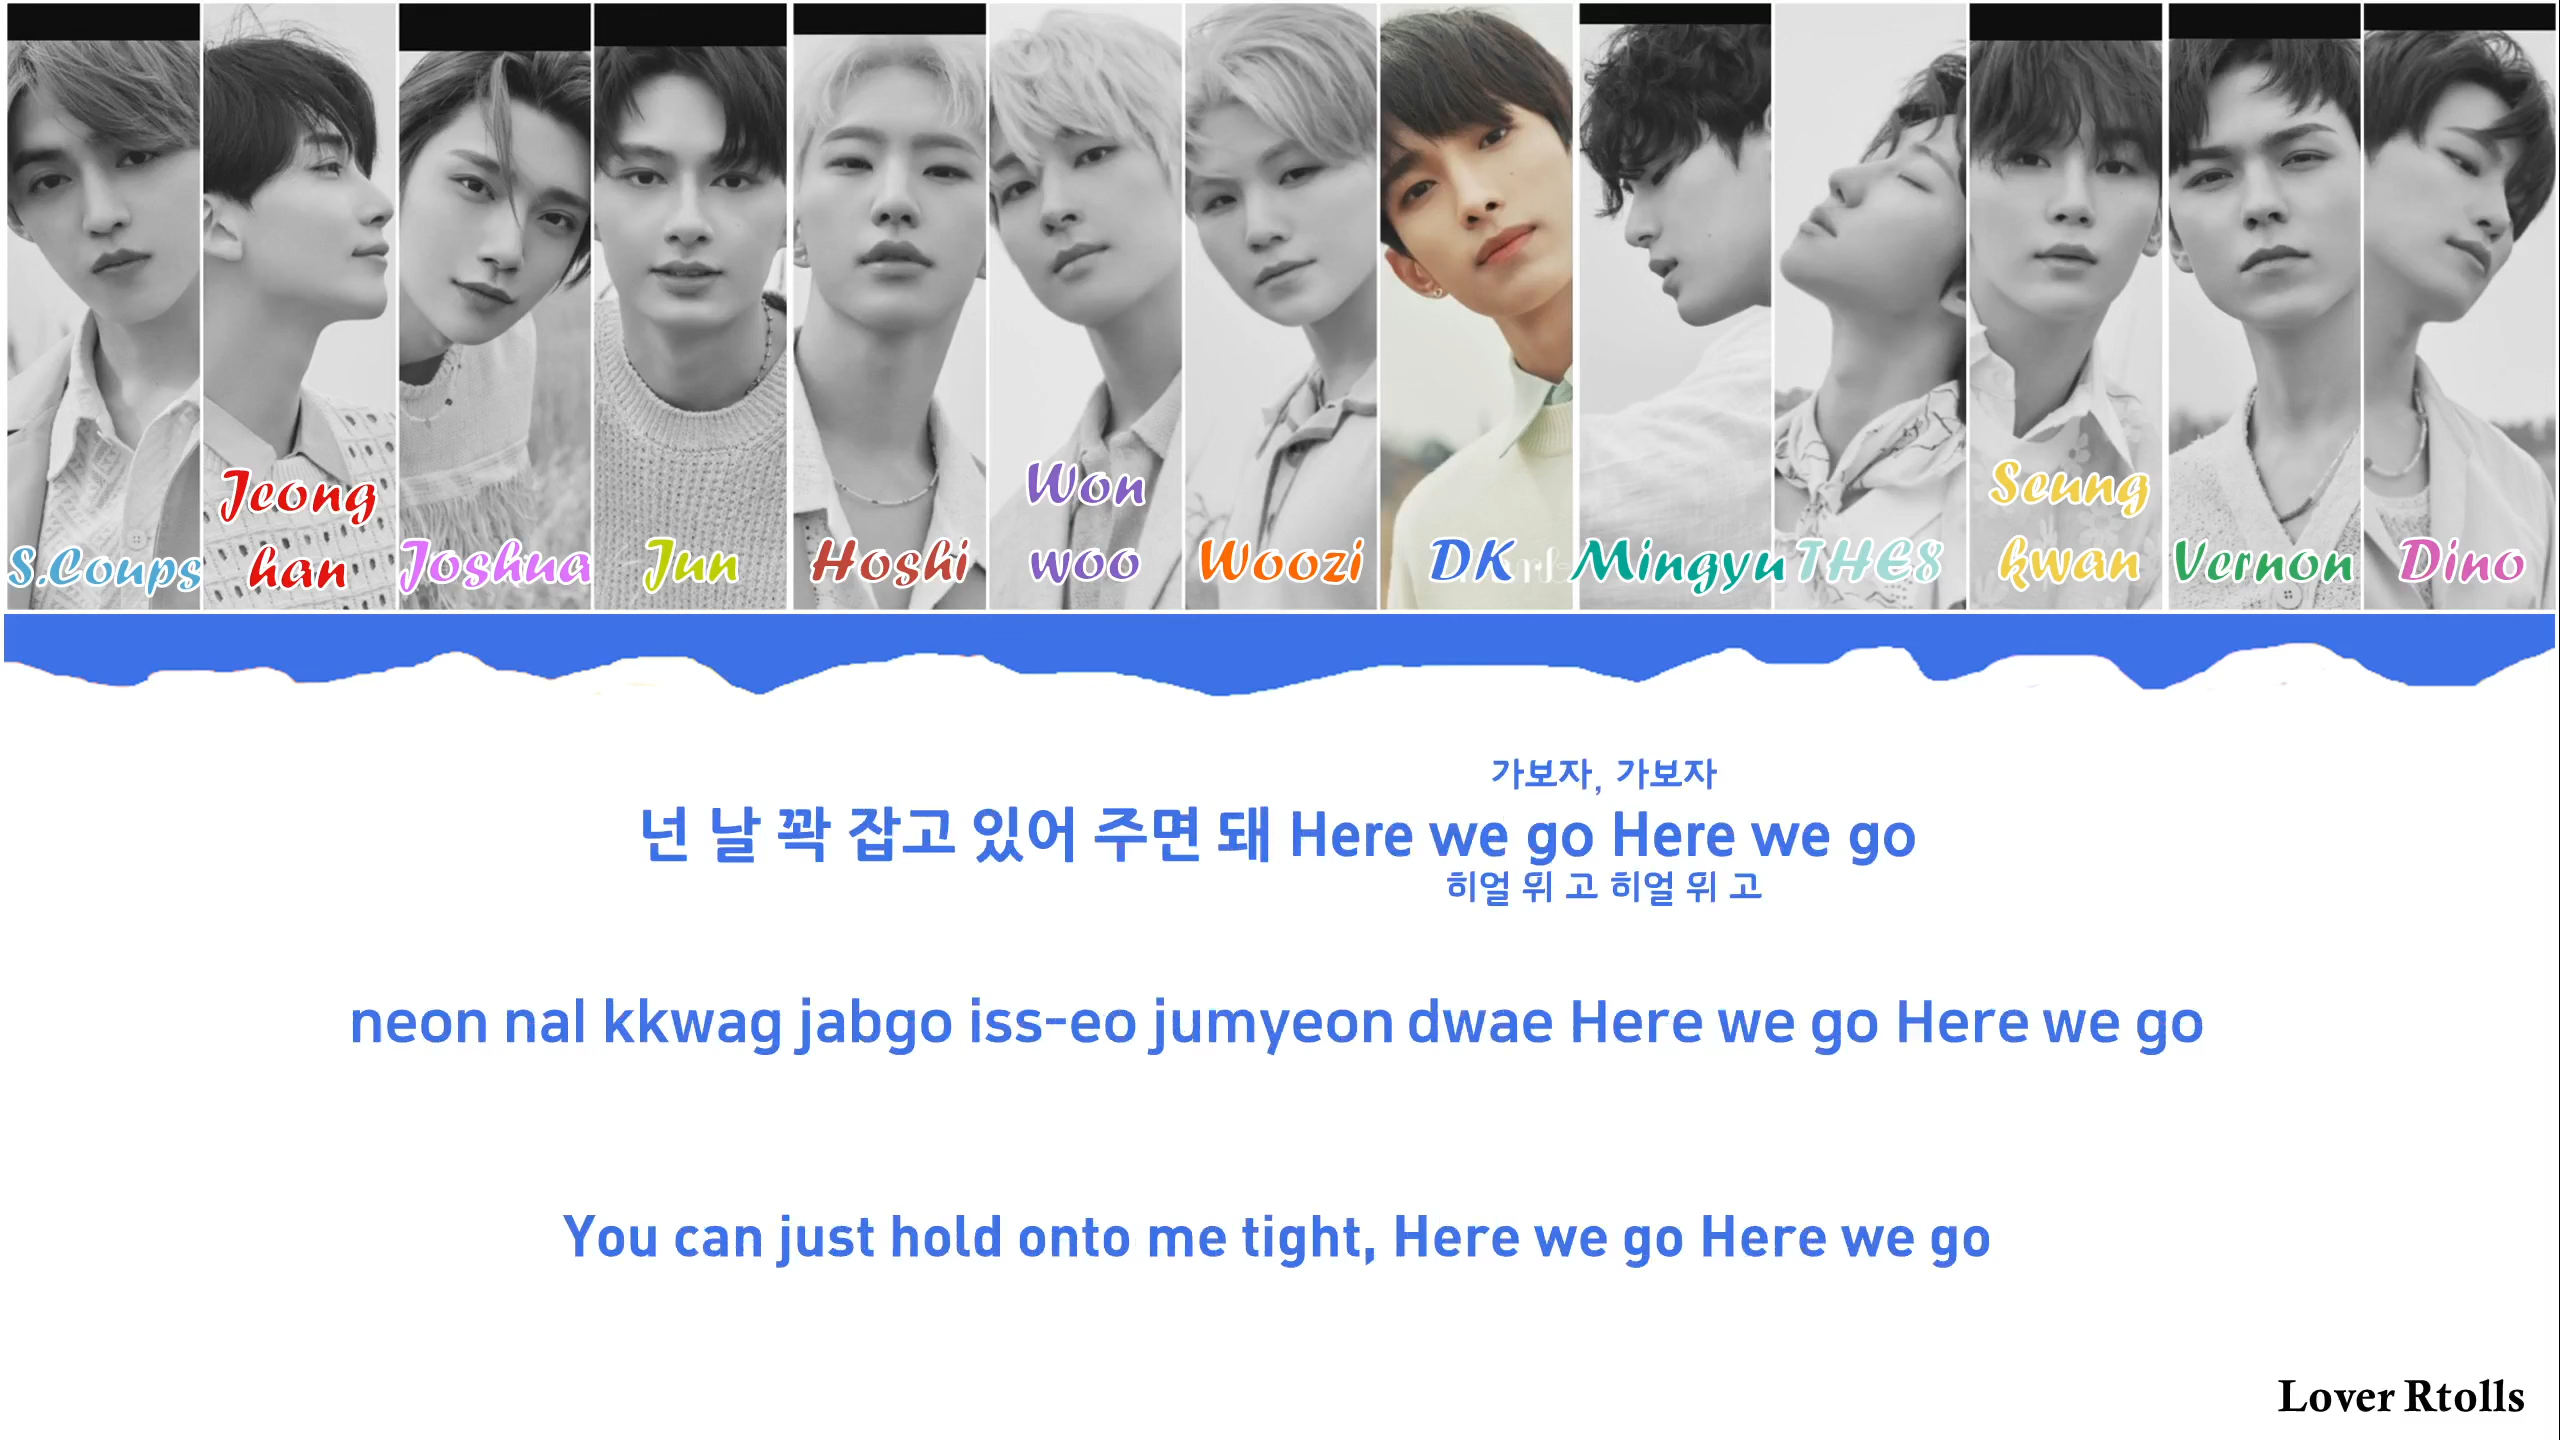 S.Coups
Jeong
han
Joshua
Jun
Hoshi
Won
woo
Woozi
DK
Mingyu
THE8
Seung
kwan
Vernon
Dino
가보자, 가보자
넌 날 꽉 잡고 있어 주면 돼 Here we go Here we go
히얼 위 고 히얼 위 고
neon nal kkwag jabgo iss-eo jumyeon dwae Here we go Here we go
You can just hold onto me tight, Here we go Here we go
Lover Rtolls